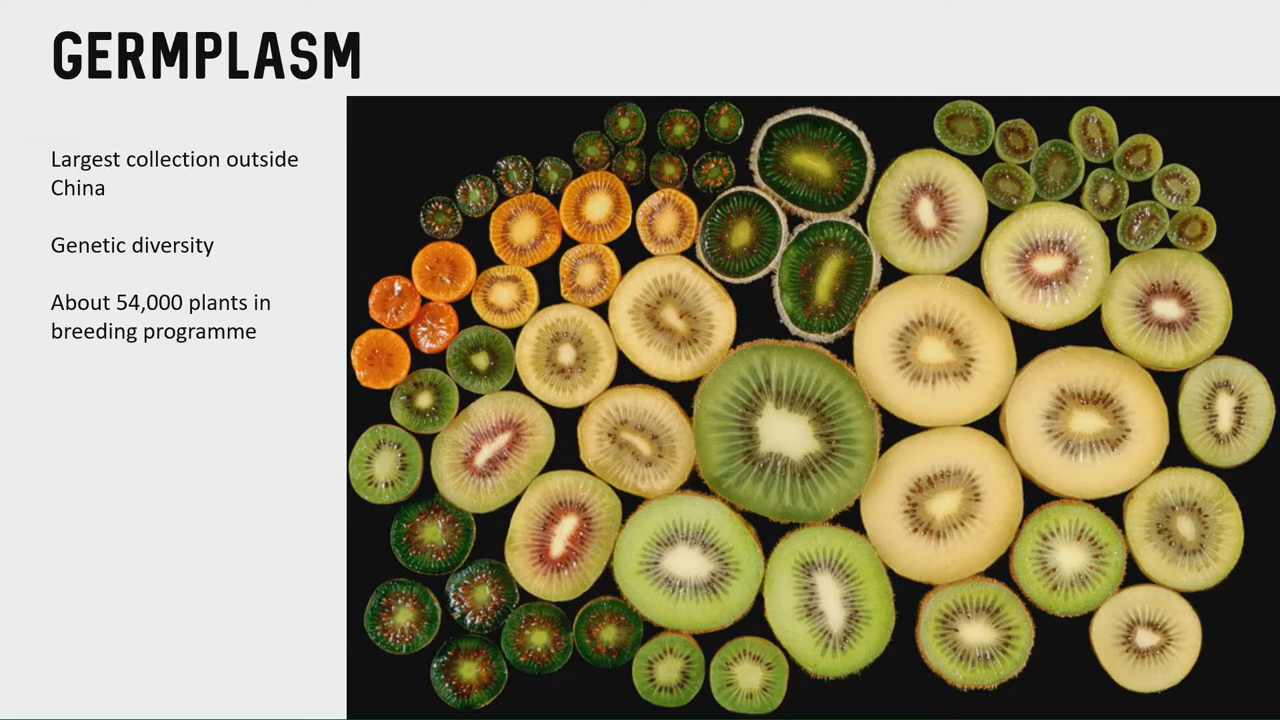 GERMPLASM
Largest collection outside
China
Genetic diversity
About 54,000 plants in
breeding programme